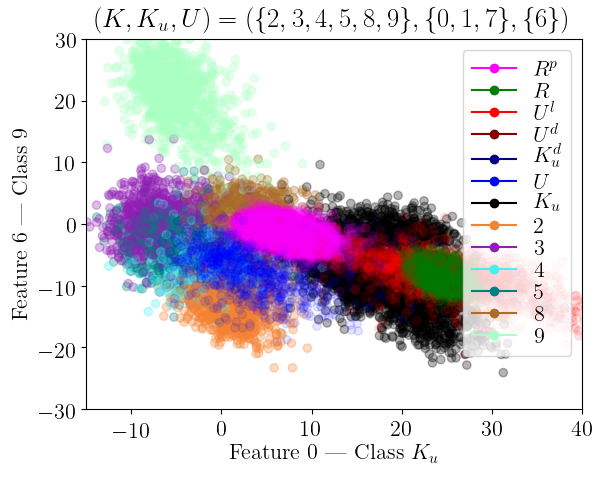 (K, K_u, U) = ({2, 3, 4, 5, 8, 9}, {0, 1, 7}, {6})
Feature 6 — Class 9
30
20
10
0
−10
−20
−30
−10
0
10
20
30
40
Feature 0 — Class K_u
R^p
R
U^l
U^d
K_u^d
U
K_u
2
3
4
5
8
9